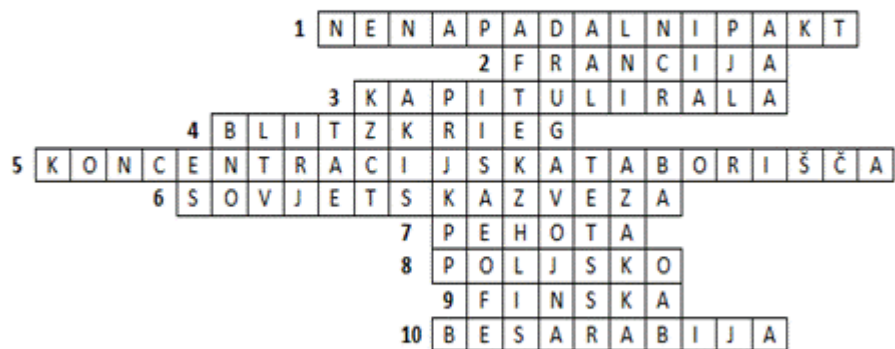 1 NENAPADALNIPAKT
2 FRANCIJA
3 KAPITULIRALA
4 BLITZKRIEG
5 KONCENTRACIJSKATABORIŠČA
6 SOVJETSKAZVEZA
7 PEHOTA
8 POLJSKO
9 FINSKA
10 BESARABIJA